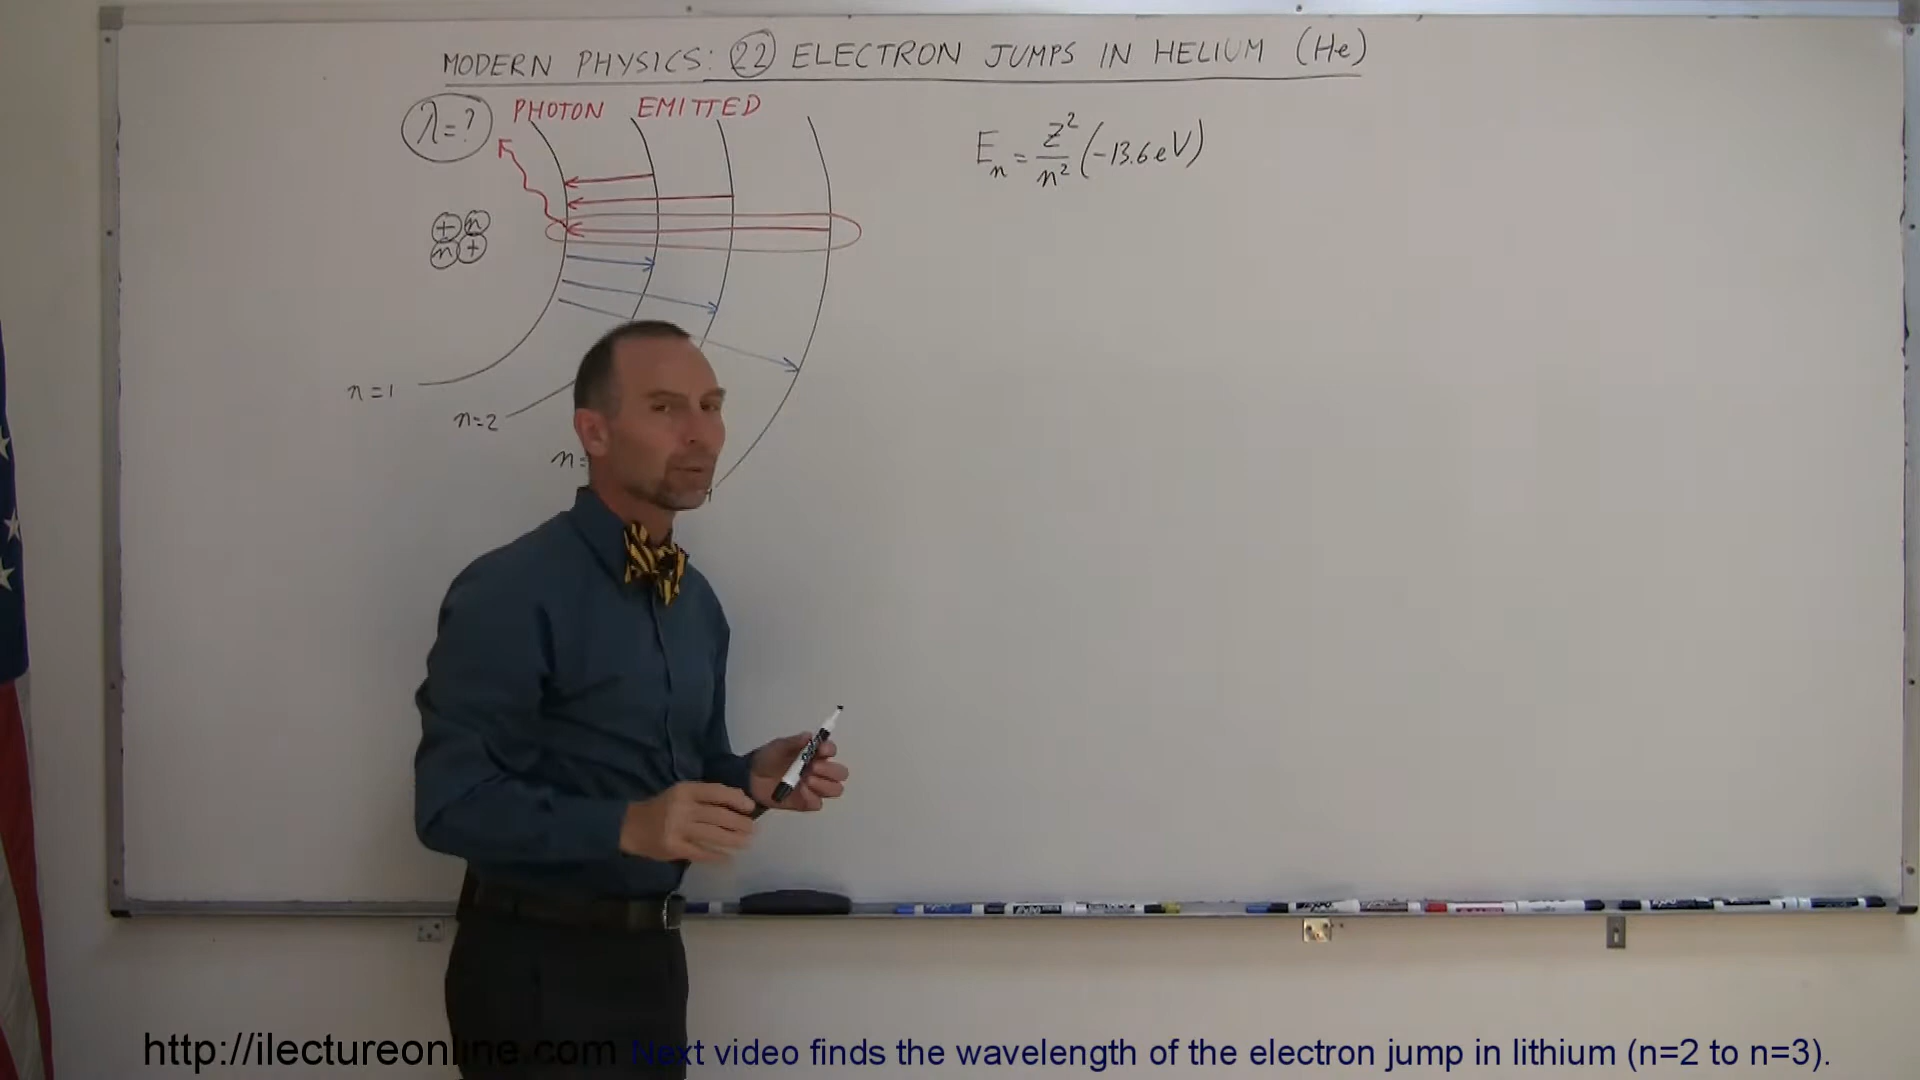 MODERN PHYSICS: 22 ELECTRON JUMPS IN HELIUM (He)
λ=? PHOTON EMITTED
E_n = Z²/n² (-13.6eV)
+ n
n +
n=1
n=2
n=
http://ilectureonline.com Next video finds the wavelength of the electron jump in lithium (n=2 to n=3).